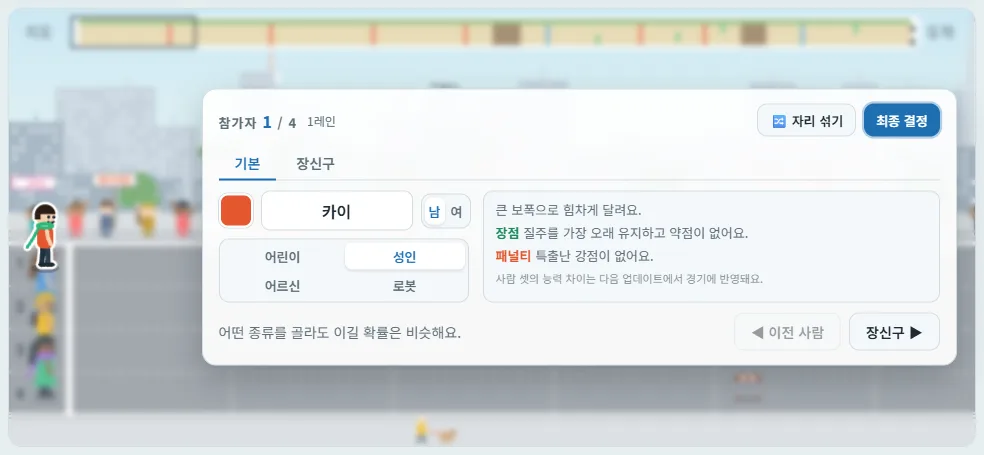 참가자 1 / 4 1레인
자리 섞기
최종 결정
기본 장신구
카이
남 여
어린이 성인
어르신 로봇
큰 보폭으로 힘차게 달려요.
장점 질주를 가장 오래 유지하고 약점이 없어요.
패널티 특출난 강점이 없어요.
사람 셋의 능력 차이는 다음 업데이트에서 경기에 반영돼요.
어떤 종류를 골라도 이길 확률은 비슷해요.
◀ 이전 사람
장신구 ▶